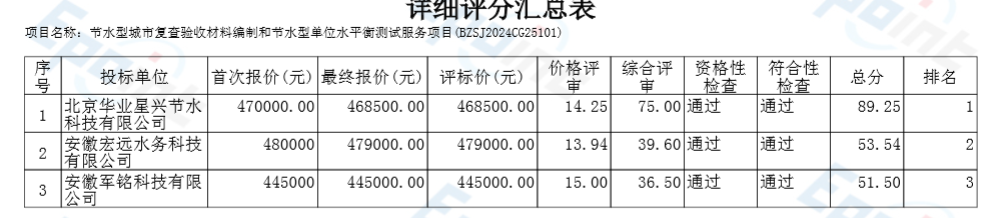 详细评分汇总表
项目名称：节水型城市复查验收材料编制和节水型单位水平衡测试服务项目(BZSJ2024CG25101)
序号 投标单位 首次报价(元) 最终报价(元) 评标价(元) 价格评审 综合评审 资格性检查 符合性检查 总分 排名
1 北京华业星兴节水科技有限公司 470000.00 468500.00 468500.00 14.25 75.00 通过 通过 89.25 1
2 安徽宏远水务科技有限公司 480000 479000.00 479000.00 13.94 39.60 通过 通过 53.54 2
3 安徽军铭科技有限公司 445000 445000.00 445000.00 15.00 36.50 通过 通过 51.50 3